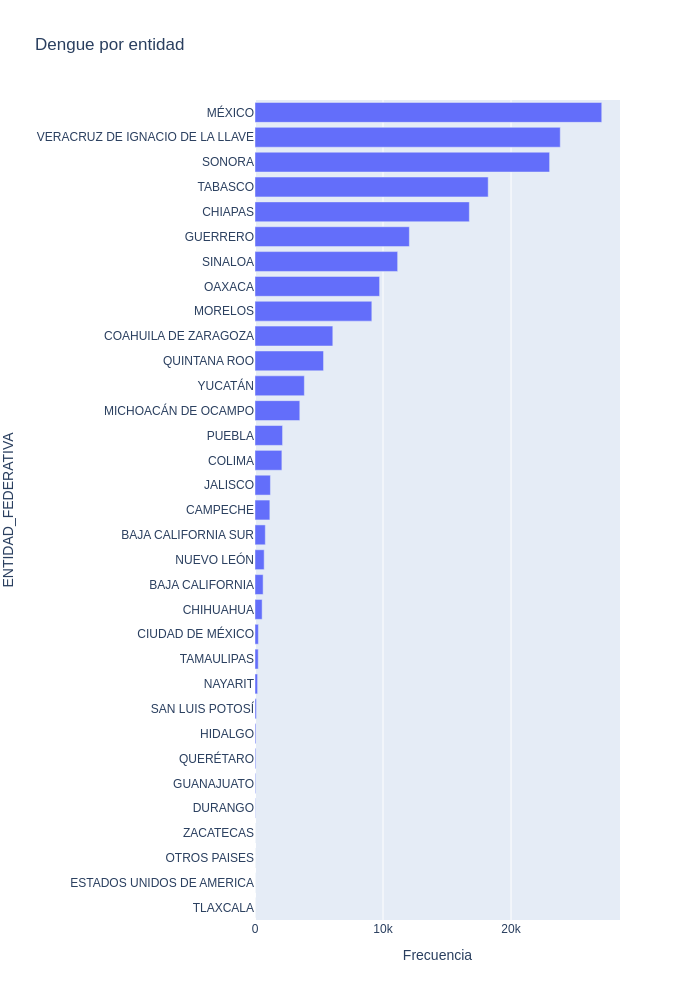 Dengue por entidad
MÉXICO
VERACRUZ DE IGNACIO DE LA LLAVE
SONORA
TABASCO
CHIAPAS
GUERRERO
SINALOA
OAXACA
MORELOS
COAHUILA DE ZARAGOZA
QUINTANA ROO
YUCATÁN
MICHOACÁN DE OCAMPO
PUEBLA
COLIMA
JALISCO
CAMPECHE
BAJA CALIFORNIA SUR
NUEVO LEÓN
BAJA CALIFORNIA
CHIHUAHUA
CIUDAD DE MÉXICO
TAMAULIPAS
NAYARIT
SAN LUIS POTOSÍ
HIDALGO
QUERÉTARO
GUANAJUATO
DURANGO
ZACATECAS
OTROS PAISES
ESTADOS UNIDOS DE AMERICA
TLAXCALA
ENTIDAD_FEDERATIVA
0 10k 20k
Frecuencia